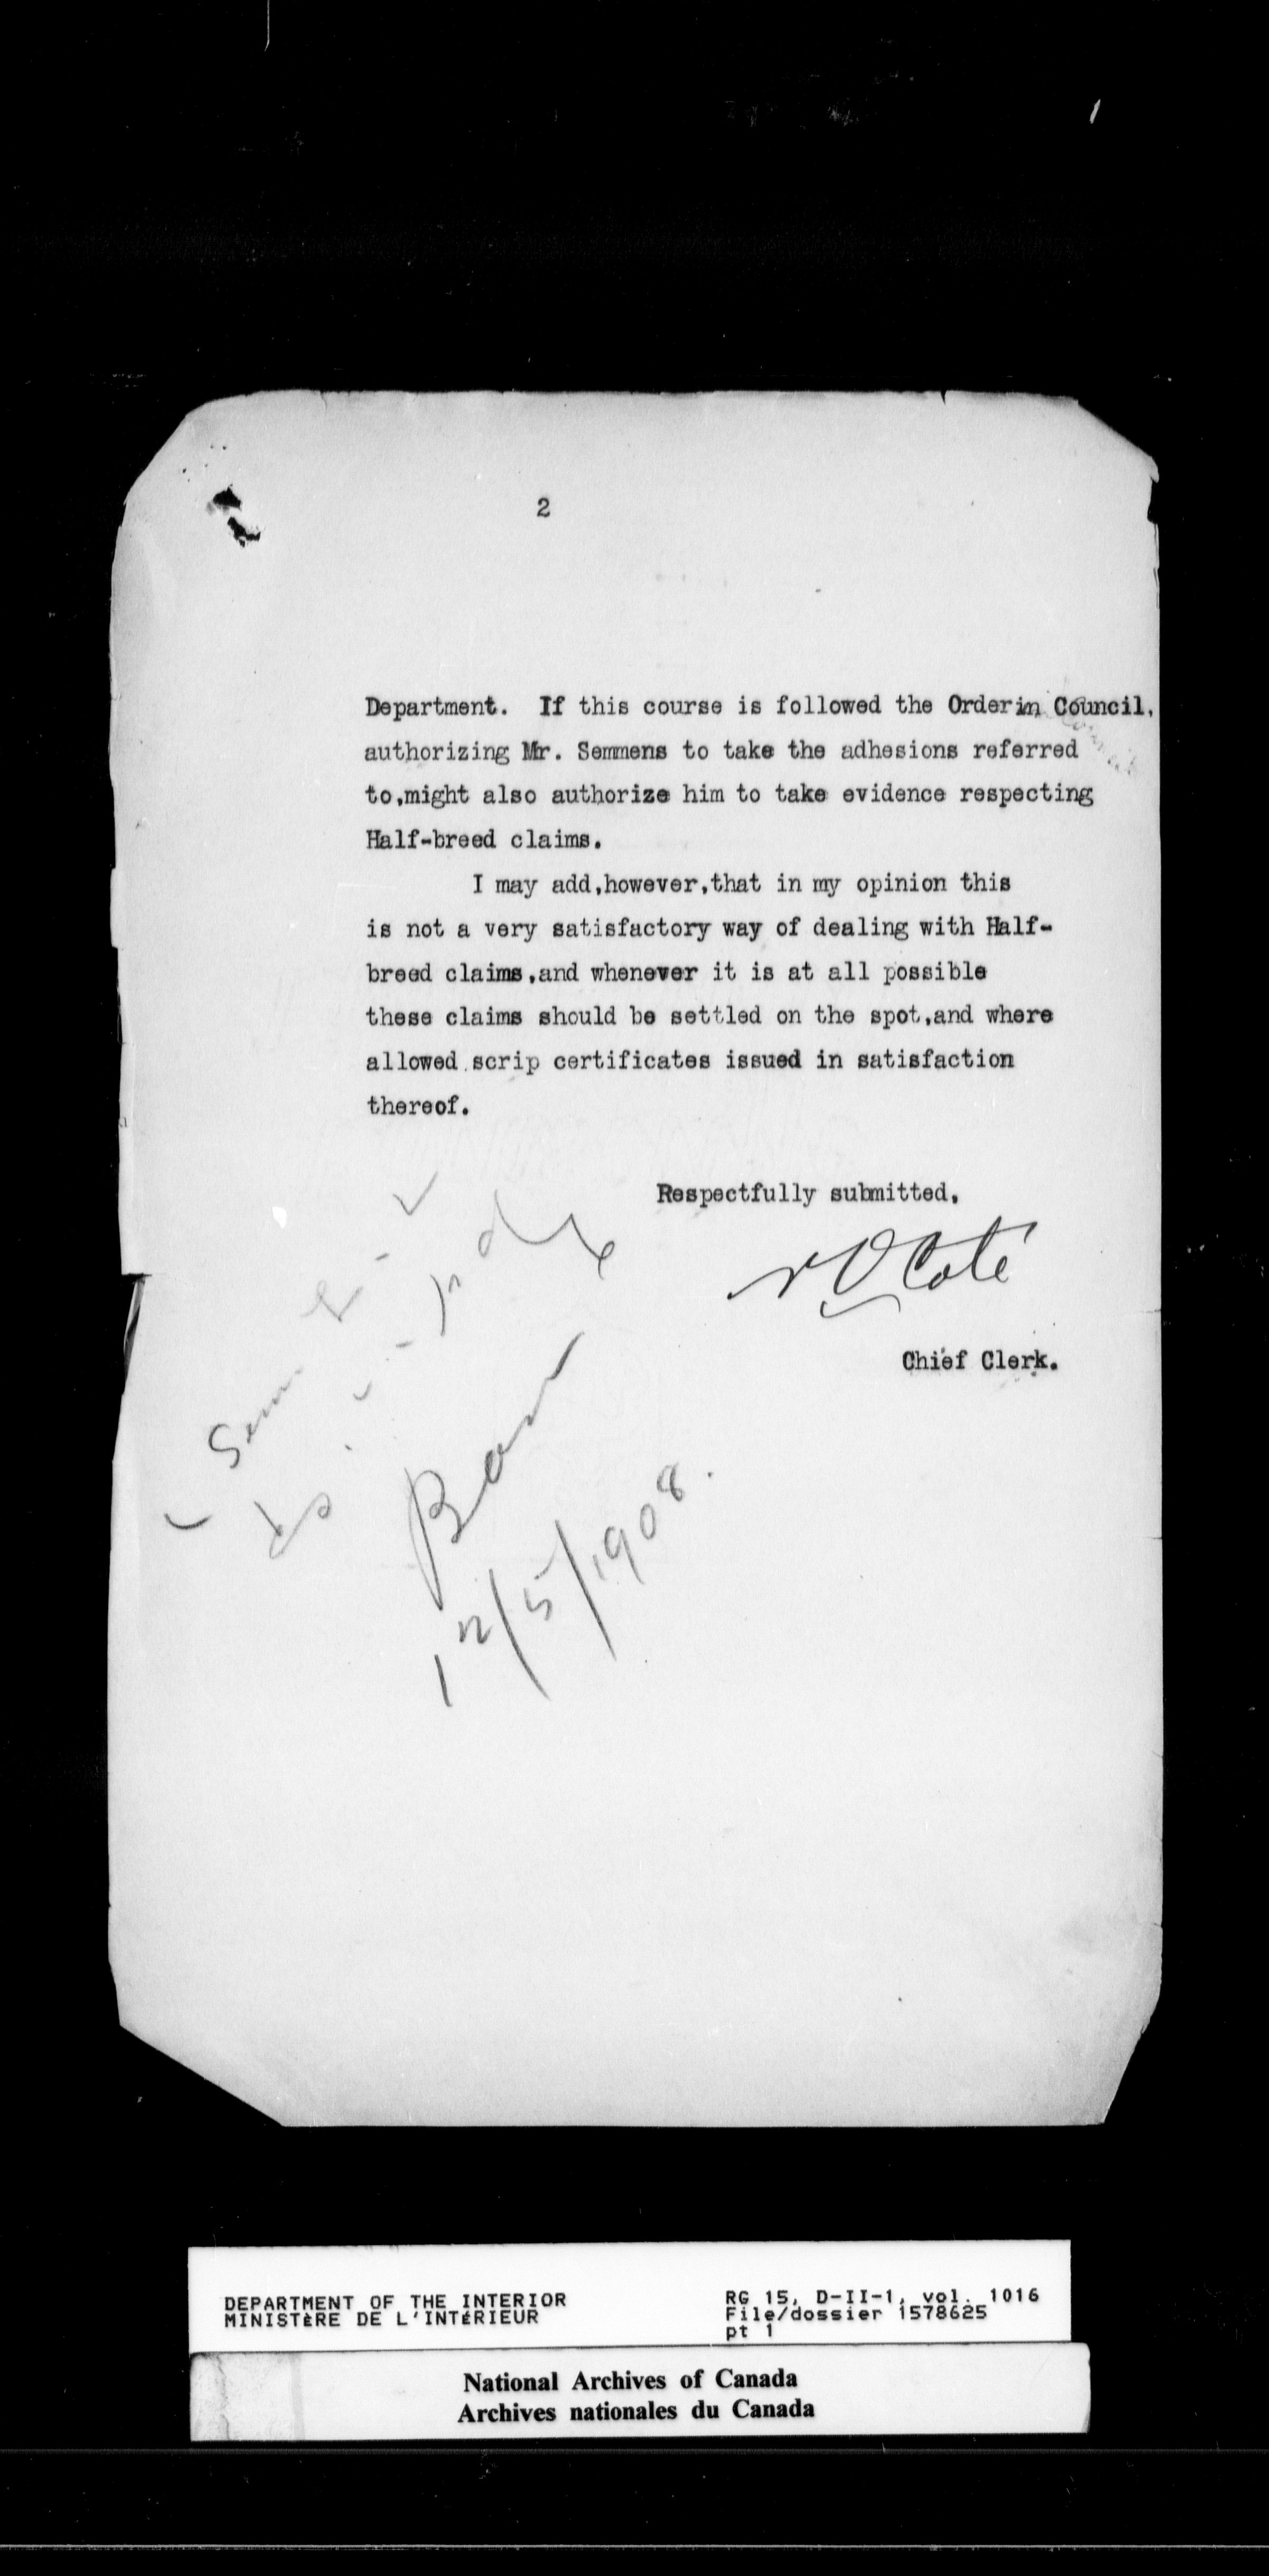 2
Department. If this course is followed the Order in Council,
authorizing Mr. Semmens to take the adhesions referred
to,might also authorize him to take evidence respecting
Half-breed claims.
I may add,however,that in my opinion this
is not a very satisfactory way of dealing with Half-
breed claims,and whenever it is at all possible
these claims should be settled on the spot,and where
allowed scrip certificates issued in satisfaction
thereof.
Respectfully submitted,
Cote
Chief Clerk.
12/5/1908.
DEPARTMENT OF THE INTERIOR
MINISTÈRE DE L'INTÉRIEUR
RG 15, D-II-1, vol. 1016
File/dossier 1578625
pt 1
National Archives of Canada
Archives nationales du Canada